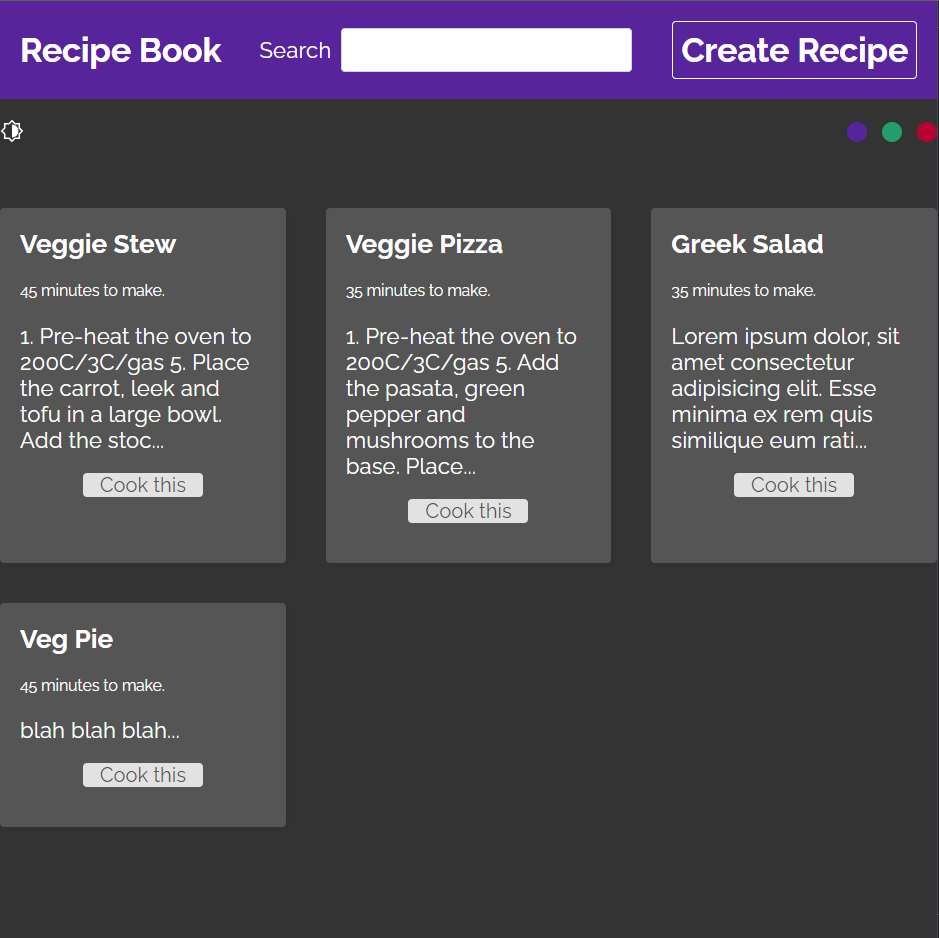 Recipe Book
Search
Create Recipe
Veggie Stew
45 minutes to make.
1. Pre-heat the oven to
200C/3C/gas 5. Place
the carrot, leek and
tofu in a large bowl.
Add the stoc...
Cook this
Veggie Pizza
35 minutes to make.
1. Pre-heat the oven to
200C/3C/gas 5. Add
the pasata, green
pepper and
mushrooms to the
base. Place...
Cook this
Greek Salad
35 minutes to make.
Lorem ipsum dolor, sit
amet consectetur
adipisicing elit. Esse
minima ex rem quis
similique eum rati...
Cook this
Veg Pie
45 minutes to make.
blah blah blah...
Cook this